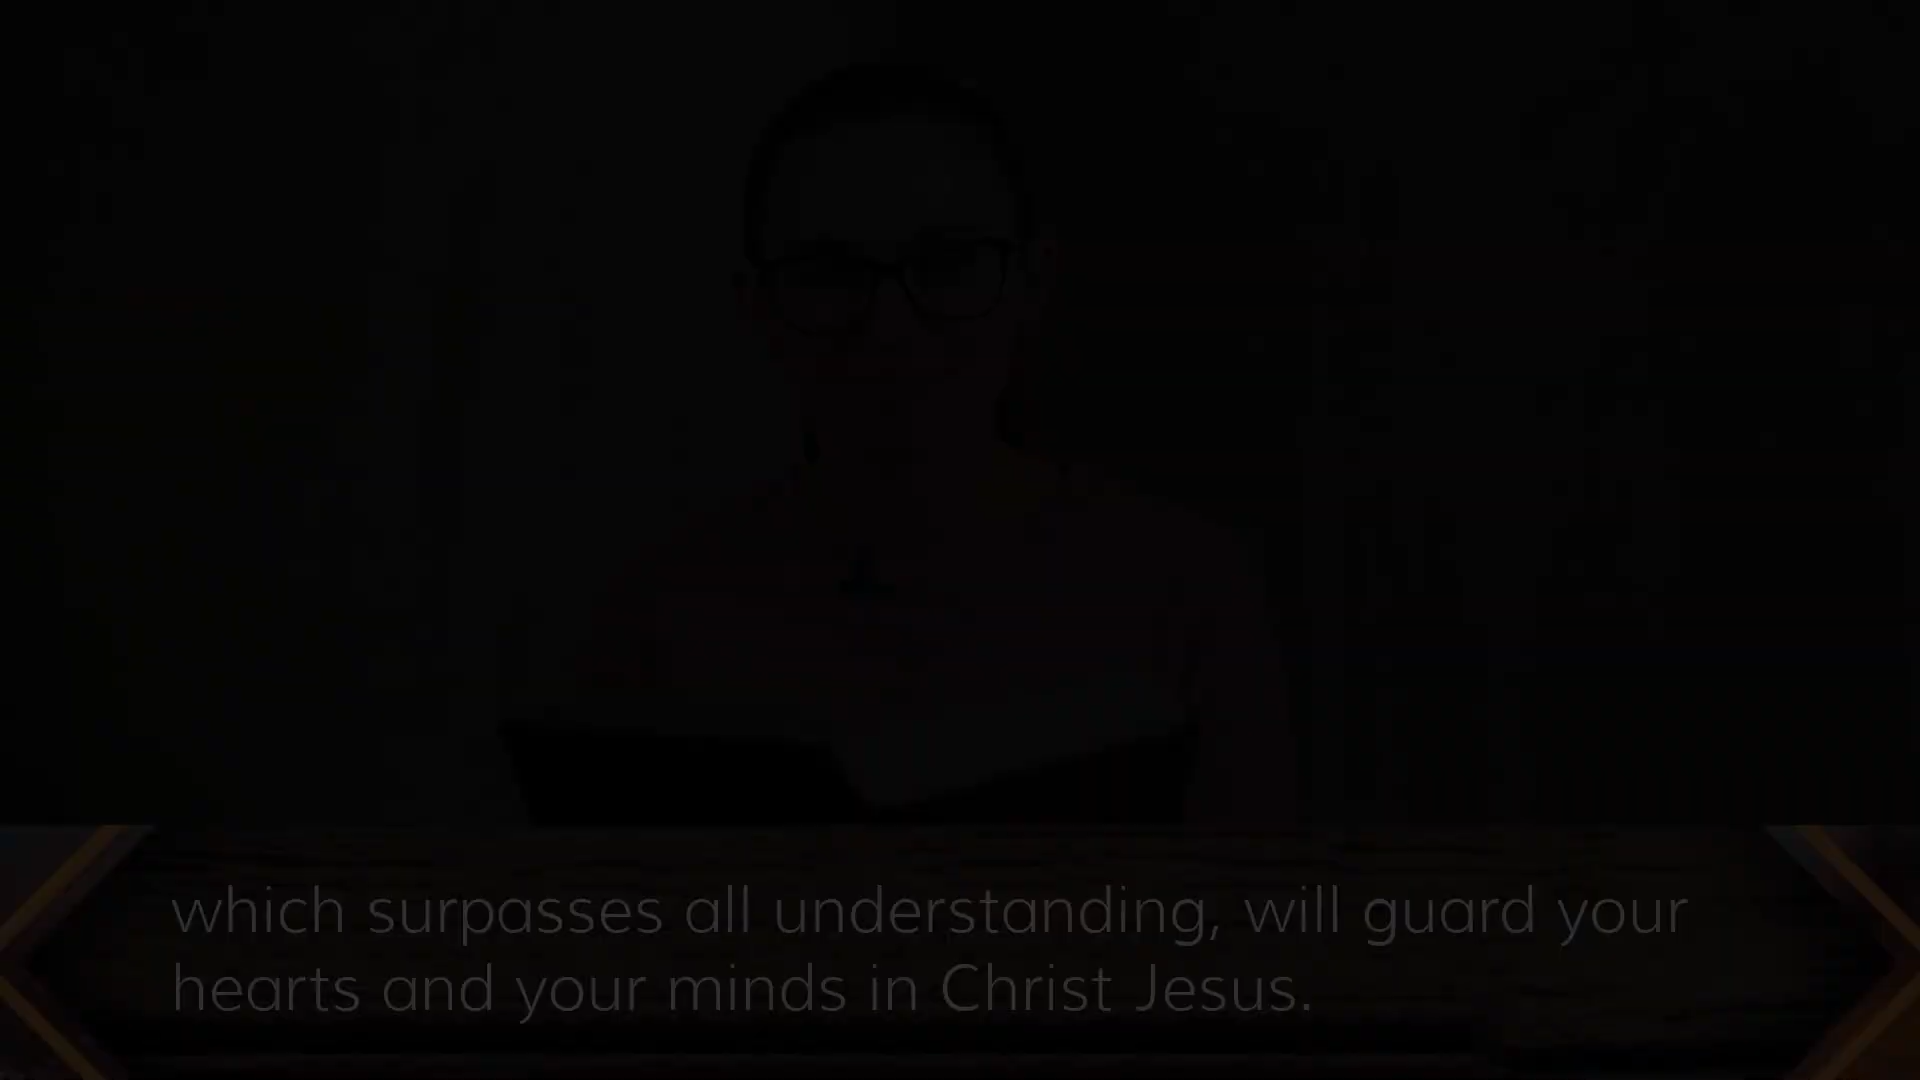 which surpasses all understanding, will guard your
hearts and your minds in Christ Jesus.